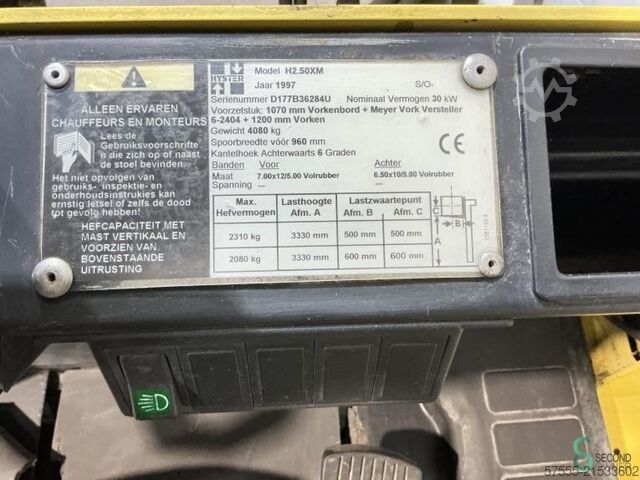 HYSTER
Model H2.50XM
Jaar 1997 S/O-
Serienummer D177B36284U Nominaal Vermogen 30 kW
Voorzetstuk: 1070 mm Vorkenbord + Meyer Vork Versteller
6-2404 + 1200 mm Vorken
Gewicht 4080 kg
Spoorbreedte vóór 960 mm
Kantelhoek Achterwaarts 6 Graden
CE
Banden Voor Achter
Maat 7.00x12/5.00 Volrubber 6.50x10/5.00 Volrubber
Spanning — —
Max. Hefvermogen Lasthoogte Afm. A Lastzwaartepunt Afm. B Afm. C
2310 kg 3330 mm 500 mm 500 mm
2080 kg 3330 mm 600 mm 600 mm
C
B
A
ALLEEN ERVAREN
CHAUFFEURS EN MONTEURS
Lees de
Gebruiksvoorschriften
die zich op of naast
de stoel bevinden.
Het niet opvolgen van
gebruiks- inspektie- en
onderhoudsinstrukies kan
ernstig letsel of zelfs de dood
tot gevolg hebben!
HEFCAPACITEIT MET
MAST VERTIKAAL EN
VOORZIEN VAN
BOVENSTAANDE
UITRUSTING
SECOND
57555-21533602